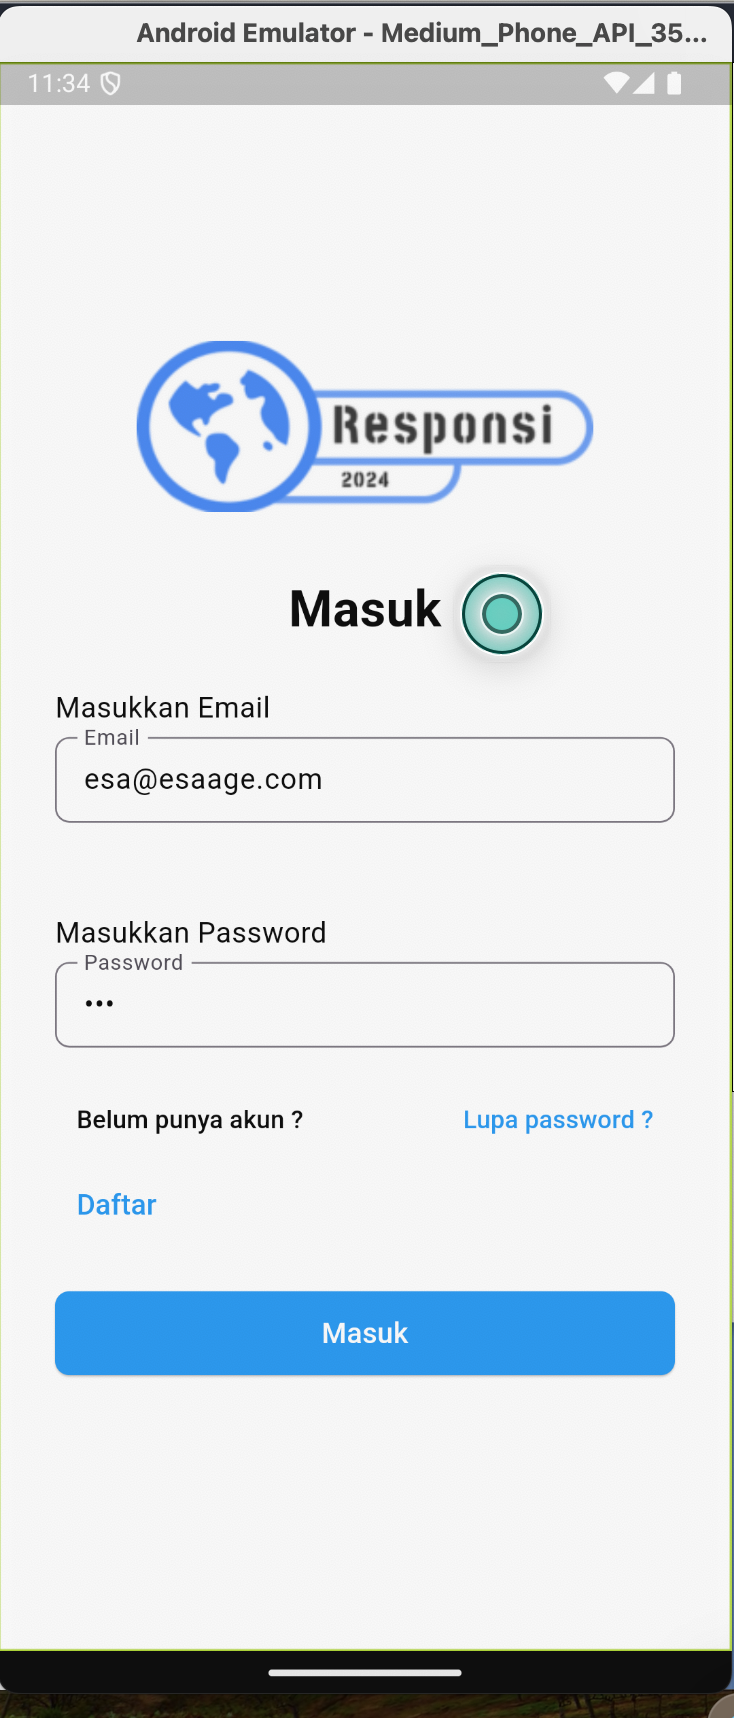 Android Emulator - Medium_Phone_API_35...
11:34
Responsi
2024
Masuk
Masukkan Email
Email
esa@esaage.com
Masukkan Password
Password
•••
Belum punya akun ?
Lupa password ?
Daftar
Masuk